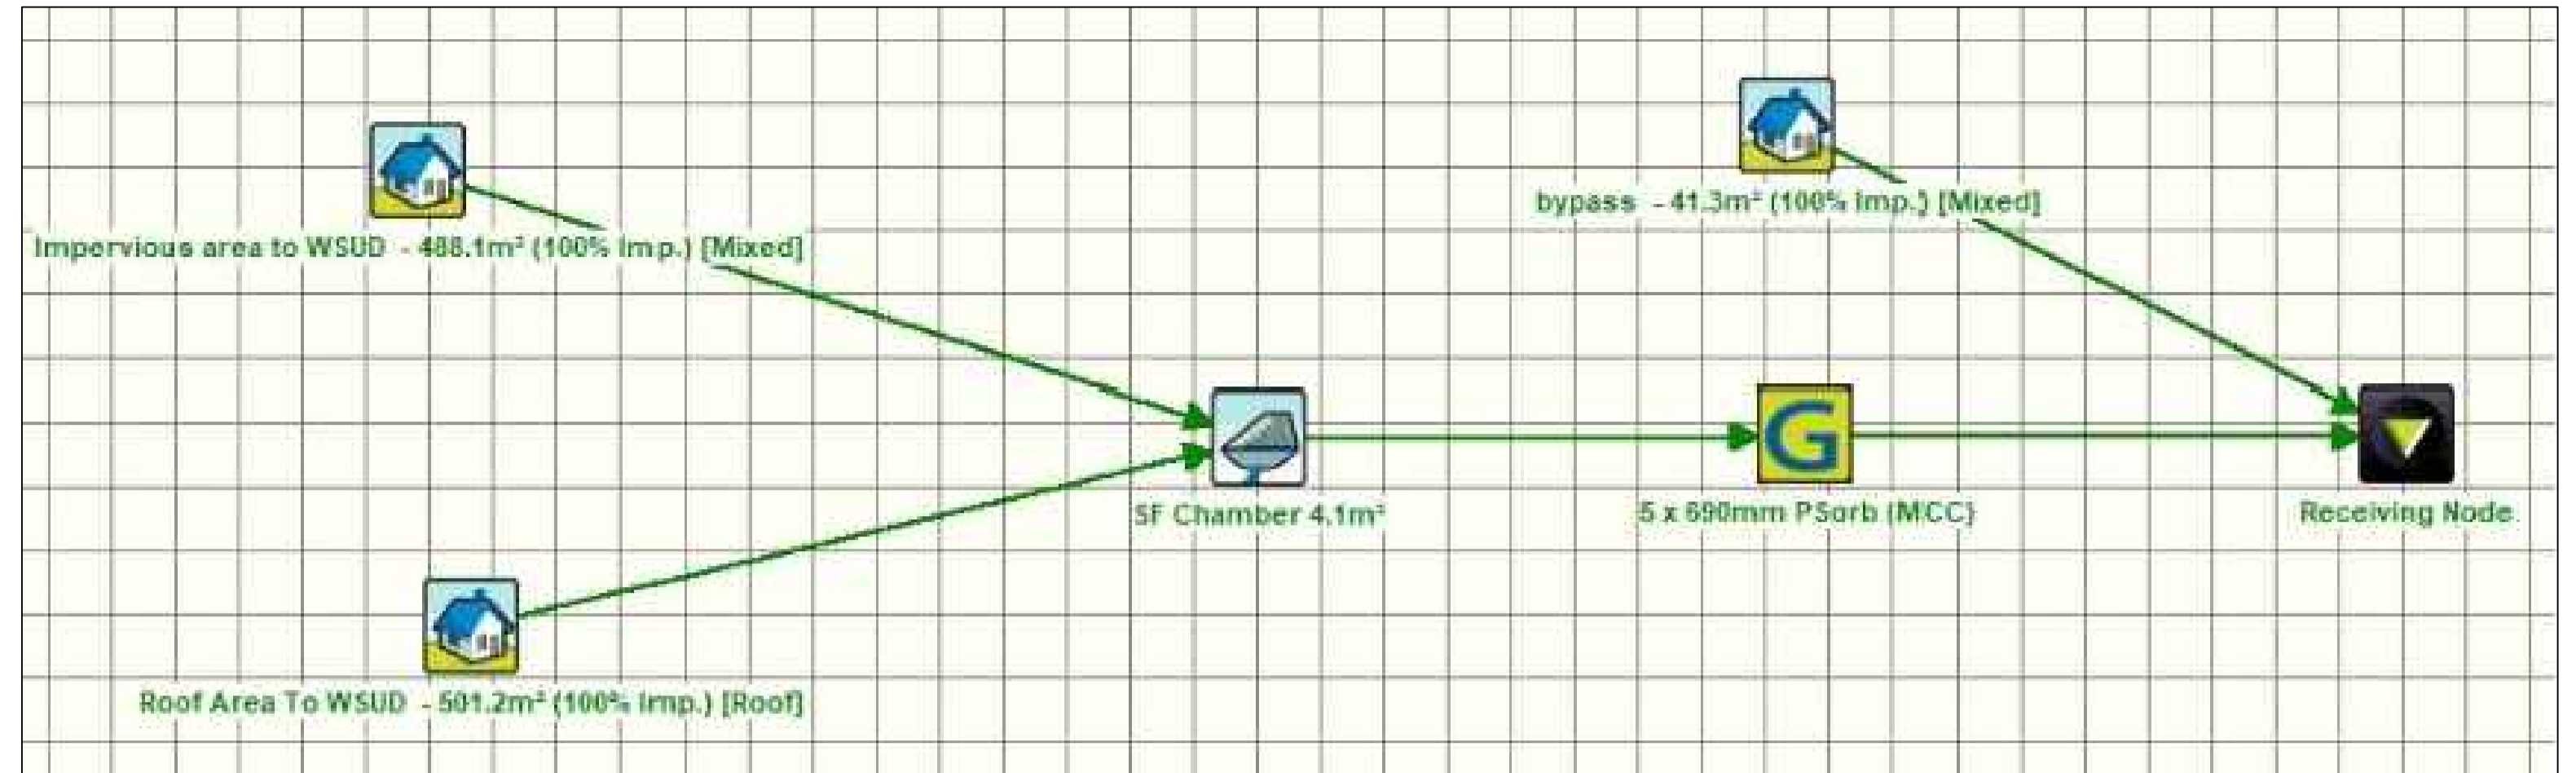 bypass - 41.3m² (100% Imp.) [Mixed]
Impervious area to WSUD - 488.1m² (100% Imp.) [Mixed]
G
SF Chamber 4.1m²
5 x 690mm PSorb (MCC)
Receiving Node
Roof Area To WSUD - 501.2m² (100% Imp.) [Roof]